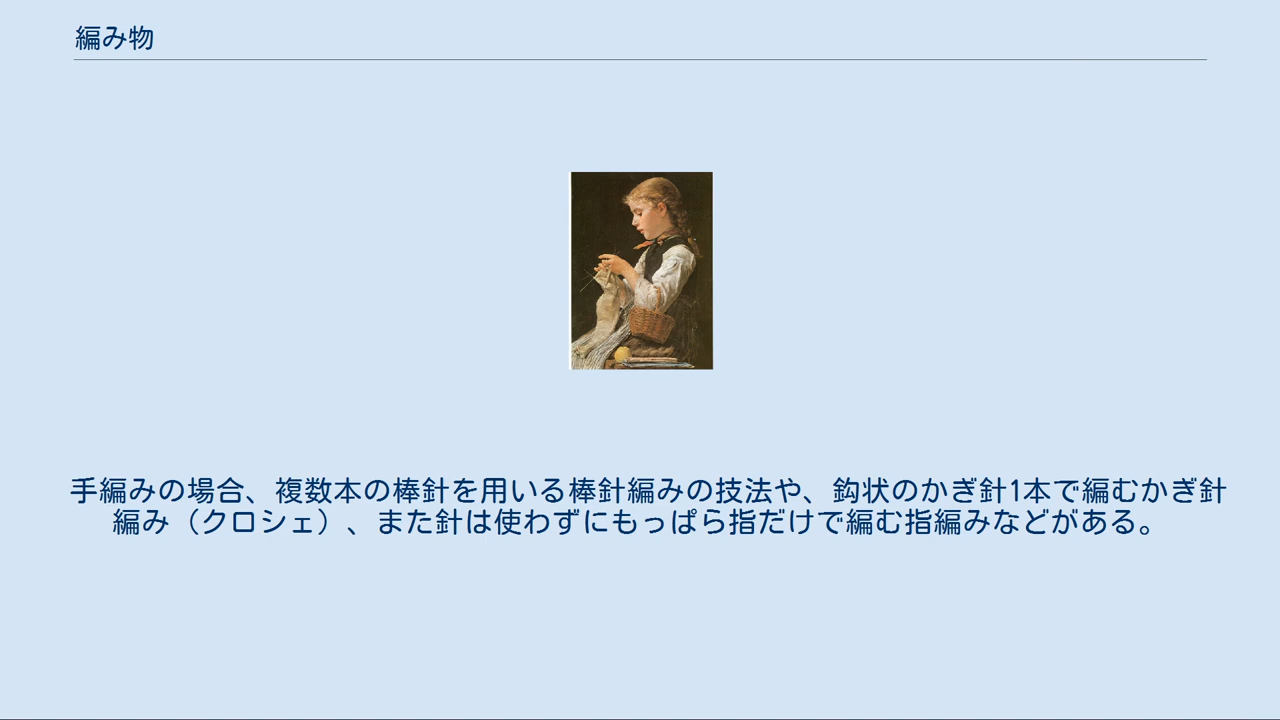 編み物
手編みの場合、複数本の棒針を用いる棒針編みの技法や、鈎状のかぎ針1本で編むかぎ針
編み（クロシェ）、また針は使わずにもっぱら指だけで編む指編みなどがある。